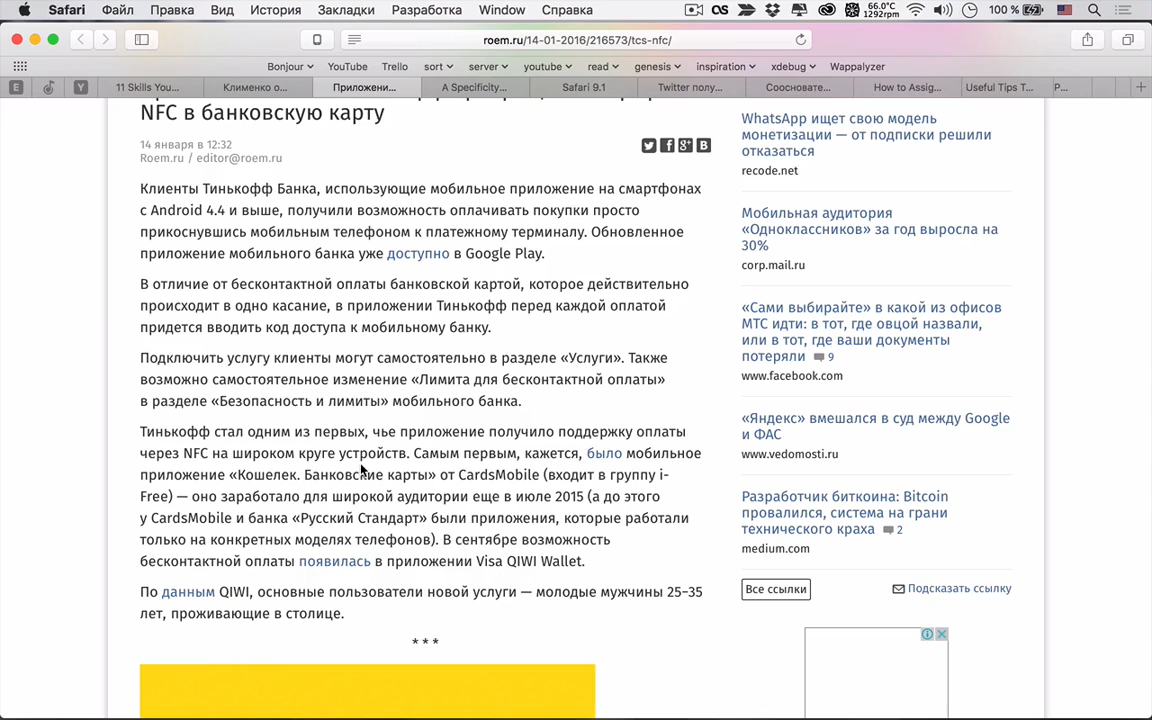 Safari Файл Правка Вид История Закладки Разработка Window Справка
66.0°C
1292rpm
100 %
roem.ru/14-01-2016/216573/tcs-nfc/
Bonjour YouTube Trello sort server youtube read genesis inspiration xdebug Wappalyzer
E Y 11 Skills You... Клименко о... Приложени... A Specificity... Safari 9.1 Twitter полу... Соосновате... How to Assig... Useful Tips T... P...
NFC в банковскую карту
14 января в 12:32
Roem.ru / editor@roem.ru
Клиенты Тинькофф Банка, использующие мобильное приложение на смартфонах
с Android 4.4 и выше, получили возможность оплачивать покупки просто
прикоснувшись мобильным телефоном к платежному терминалу. Обновленное
приложение мобильного банка уже доступно в Google Play.
В отличие от бесконтактной оплаты банковской картой, которое действительно
происходит в одно касание, в приложении Тинькофф перед каждой оплатой
придется вводить код доступа к мобильному банку.
Подключить услугу клиенты могут самостоятельно в разделе «Услуги». Также
возможно самостоятельное изменение «Лимита для бесконтактной оплаты»
в разделе «Безопасность и лимиты» мобильного банка.
Тинькофф стал одним из первых, чье приложение получило поддержку оплаты
через NFC на широком круге устройств. Самым первым, кажется, было мобильное
приложение «Кошелек. Банковские карты» от CardsMobile (входит в группу i-
Free) — оно заработало для широкой аудитории еще в июле 2015 (а до этого
у CardsMobile и банка «Русский Стандарт» были приложения, которые работали
только на конкретных моделях телефонов). В сентябре возможность
бесконтактной оплаты появилась в приложении Visa QIWI Wallet.
По данным QIWI, основные пользователи новой услуги — молодые мужчины 25–35
лет, проживающие в столице.
* * *
WhatsApp ищет свою модель
монетизации — от подписки решили
отказаться
recode.net
Мобильная аудитория
«Одноклассников» за год выросла на
30%
corp.mail.ru
«Сами выбирайте» в какой из офисов
МТС идти: в тот, где овцой назвали,
или в тот, где ваши документы
потеряли 9
www.facebook.com
«Яндекс» вмешался в суд между Google
и ФАС
www.vedomosti.ru
Разработчик биткоина: Bitcoin
провалился, система на грани
технического краха 2
medium.com
Все ссылки Подсказать ссылку